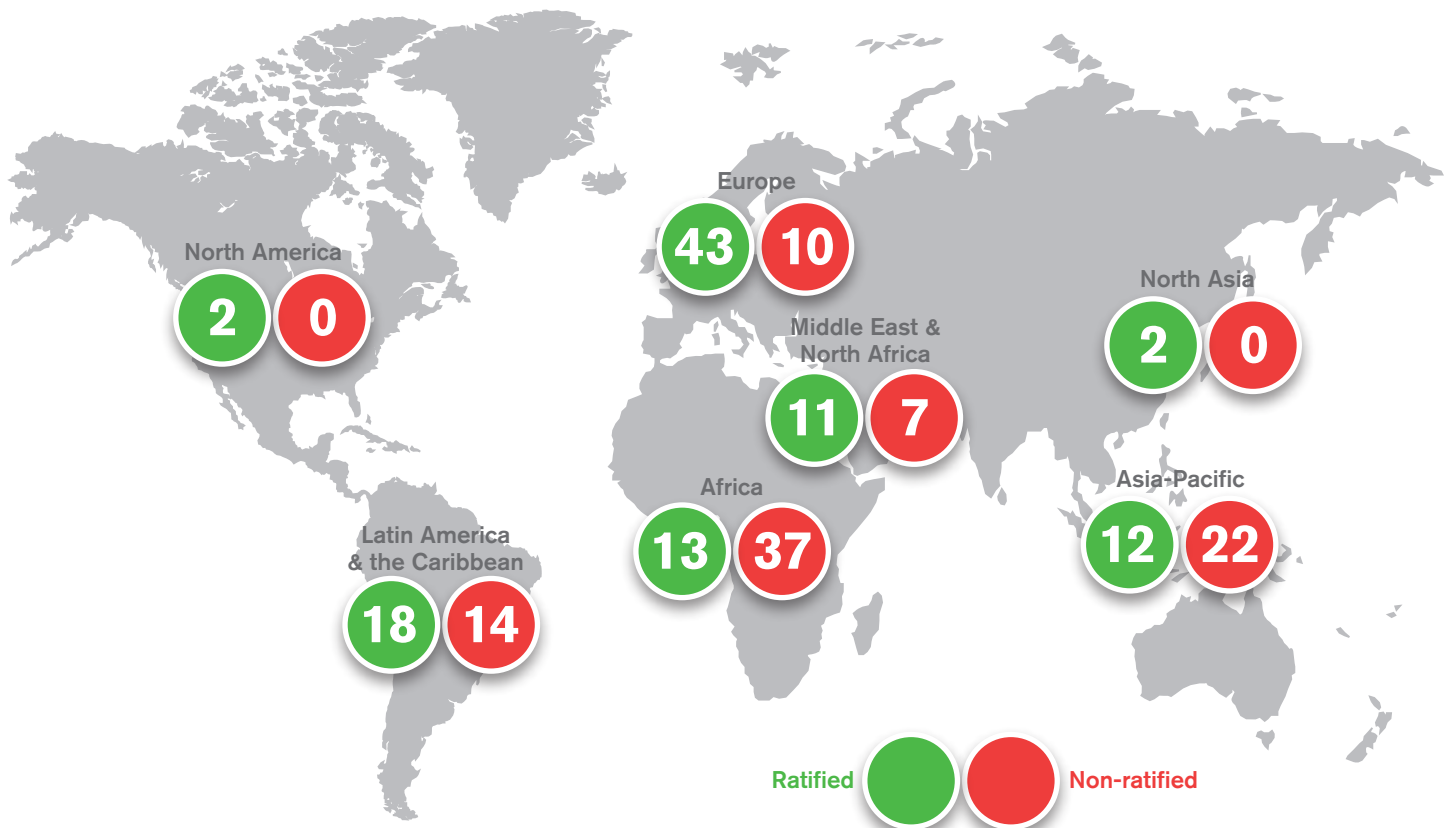 Europe
43 10
North America
2 0
North Asia
2 0
Middle East &
North Africa
11 7
Africa
13 37
Asia-Pacific
12 22
Latin America
& the Caribbean
18 14
Ratified Non-ratified